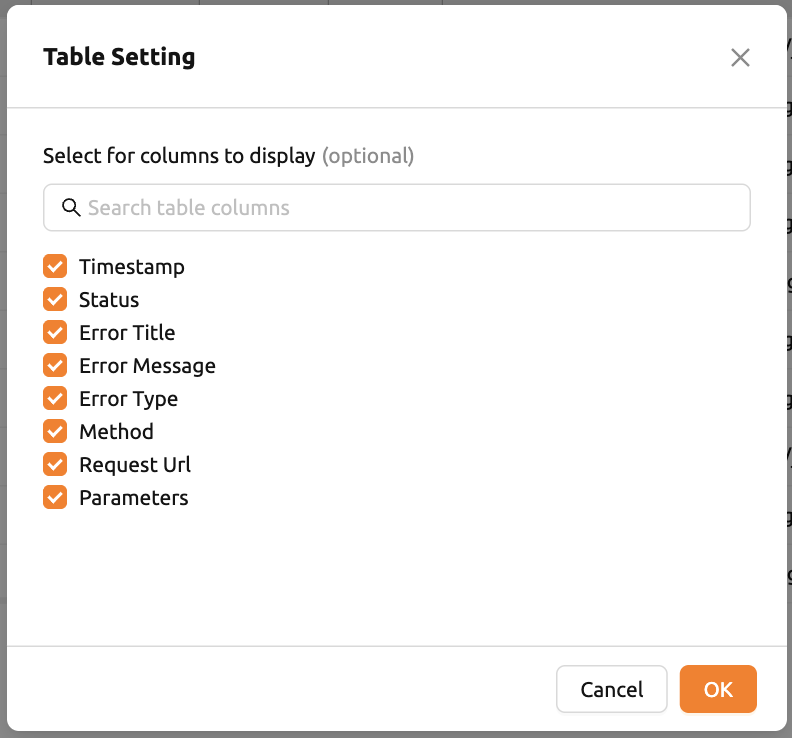 Table Setting
Select for columns to display (optional)
Search table columns
Timestamp
Status
Error Title
Error Message
Error Type
Method
Request Url
Parameters
Cancel
OK